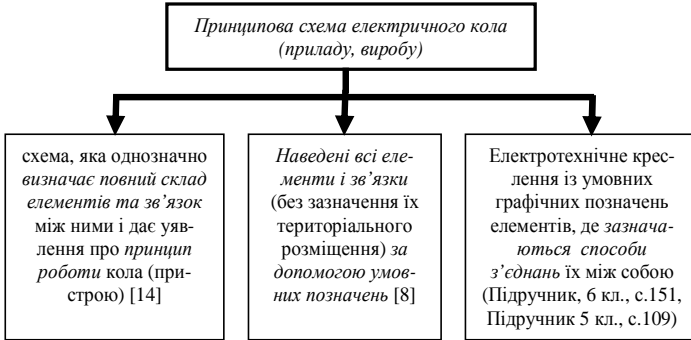 Принципова схема електричного кола
(приладу, виробу)
схема, яка однозначно
визначає повний склад
елементів та зв’язок
між ними і дає уяв-
лення про принцип
роботи кола (при-
строю) [14]
Наведені всі еле-
менти і зв’язки
(без зазначення їх
територіального
розміщення) за
допомогою умов-
них позначень [8]
Електротехнічне крес-
лення із умовних
графічних позначень
елементів, де зазнача-
ються способи
з’єднань їх між собою
(Підручник, 6 кл., с.151,
Підручник 5 кл., с.109)